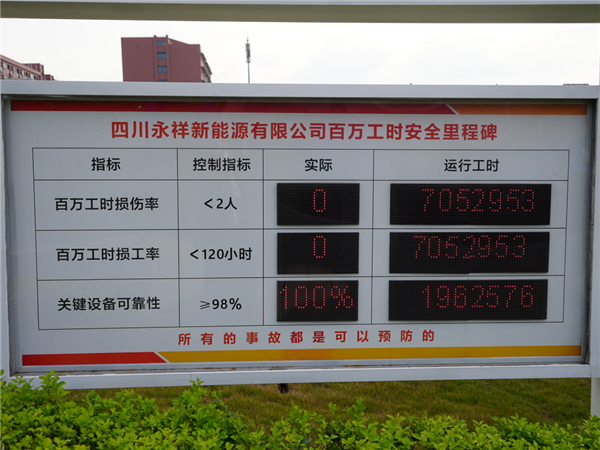 四川永祥新能源有限公司百万工时安全里程碑
指标 控制指标 实际 运行工时
百万工时损伤率 <2人 0 7052953
百万工时损工率 <120小时 0 7052953
关键设备可靠性 ≥98% 100% 1962576
所有的事故都是可以预防的